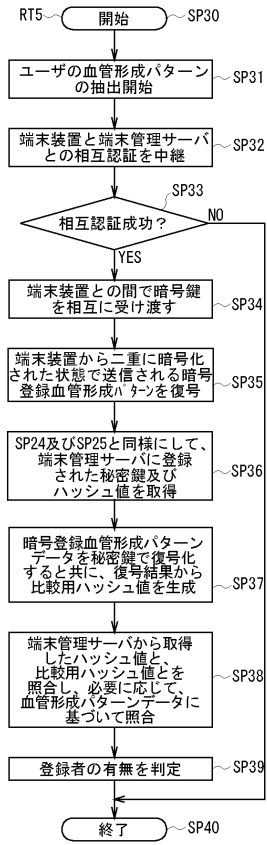 RT5
開始
SP30
ユーザの血管形成パターン
の抽出開始
SP31
端末装置と端末管理サーバ
との相互認証を中継
SP32
SP33
相互認証成功？
NO
YES
端末装置との間で暗号鍵
を相互に受け渡す
SP34
端末装置から二重に暗号化
された状態で送信される暗号
登録血管形成パターンを復号
SP35
SP24及びSP25と同様にして、
端末管理サーバに登録
された秘密鍵及び
ハッシュ値を取得
SP36
暗号登録血管形成パターン
データを秘密鍵で復号化
すると共に、復号結果から
比較用ハッシュ値を生成
SP37
端末管理サーバから取得
したハッシュ値と、
比較用ハッシュ値とを
照合し、必要に応じて、
血管形成パターンデータに
基づいて照合
SP38
登録者の有無を判定
SP39
終了
SP40